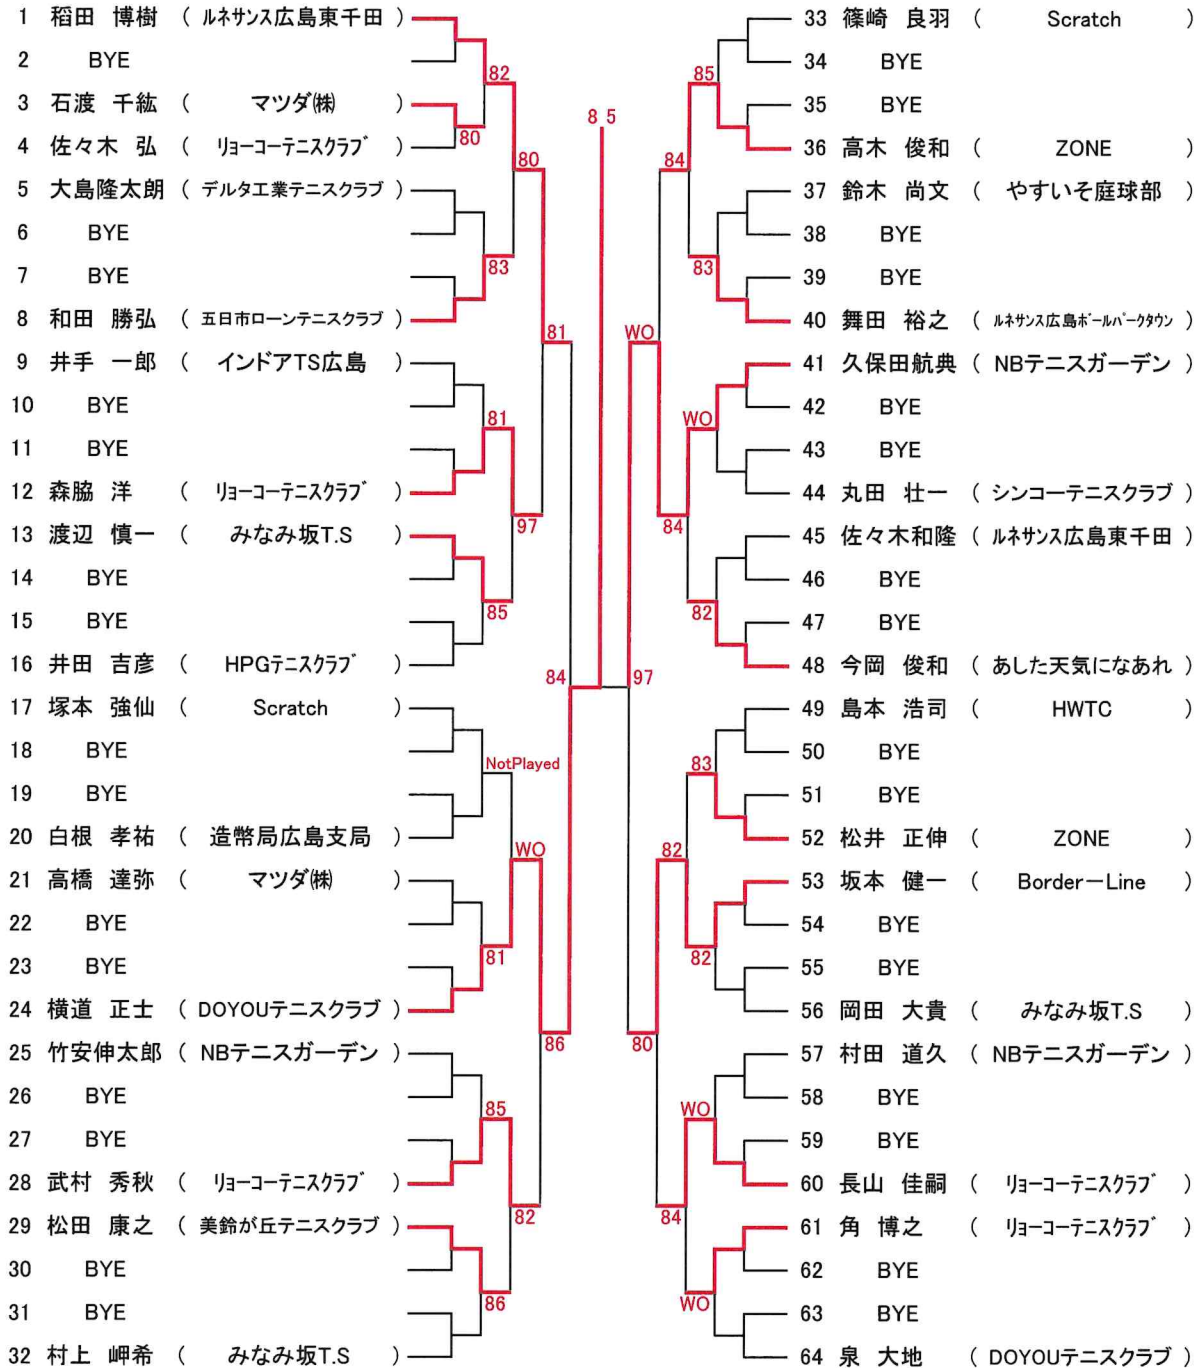 1 稲田 博樹 ( ルネサンス広島東千田 )
2 BYE
82
3 石渡 千紘 ( マツダ㈱ )
80
4 佐々木 弘 ( リョーコーテニスクラブ )
80
5 大島隆太朗 ( デルタ工業テニスクラブ )
6 BYE
83
7 BYE
8 和田 勝弘 ( 五日市ローンテニスクラブ )
81
9 井手 一郎 ( インドアTS広島 )
10 BYE
81
11 BYE
12 森脇 洋 ( リョーコーテニスクラブ )
97
13 渡辺 慎一 ( みなみ坂T.S )
14 BYE
85
15 BYE
16 井田 吉彦 ( HPGテニスクラブ )
84
17 塚本 強仙 ( Scratch )
18 BYE
NotPlayed
19 BYE
20 白根 孝祐 ( 造幣局広島支局 )
WO
21 高橋 達弥 ( マツダ㈱ )
22 BYE
81
23 BYE
24 横道 正士 ( DOYOUテニスクラブ )
86
25 竹安伸太郎 ( NBテニスガーデン )
26 BYE
85
27 BYE
28 武村 秀秋 ( リョーコーテニスクラブ )
82
29 松田 康之 ( 美鈴が丘テニスクラブ )
30 BYE
86
31 BYE
32 村上 岬希 ( みなみ坂T.S )
8 5
33 篠崎 良羽 ( Scratch )
34 BYE
85
35 BYE
36 高木 俊和 ( ZONE )
84
37 鈴木 尚文 ( やすいそ庭球部 )
38 BYE
83
39 BYE
40 舞田 裕之 ( ルネサンス広島ボールパークタウン )
WO
41 久保田航典 ( NBテニスガーデン )
42 BYE
WO
43 BYE
44 丸田 壮一 ( シンコーテニスクラブ )
84
45 佐々木和隆 ( ルネサンス広島東千田 )
46 BYE
82
47 BYE
48 今岡 俊和 ( あした天気になあれ )
97
49 島本 浩司 ( HWTC )
50 BYE
83
51 BYE
52 松井 正伸 ( ZONE )
82
53 坂本 健一 ( Border－Line )
54 BYE
82
55 BYE
56 岡田 大貴 ( みなみ坂T.S )
80
57 村田 道久 ( NBテニスガーデン )
58 BYE
WO
59 BYE
60 長山 佳嗣 ( リョーコーテニスクラブ )
84
61 角 博之 ( リョーコーテニスクラブ )
62 BYE
WO
63 BYE
64 泉 大地 ( DOYOUテニスクラブ )